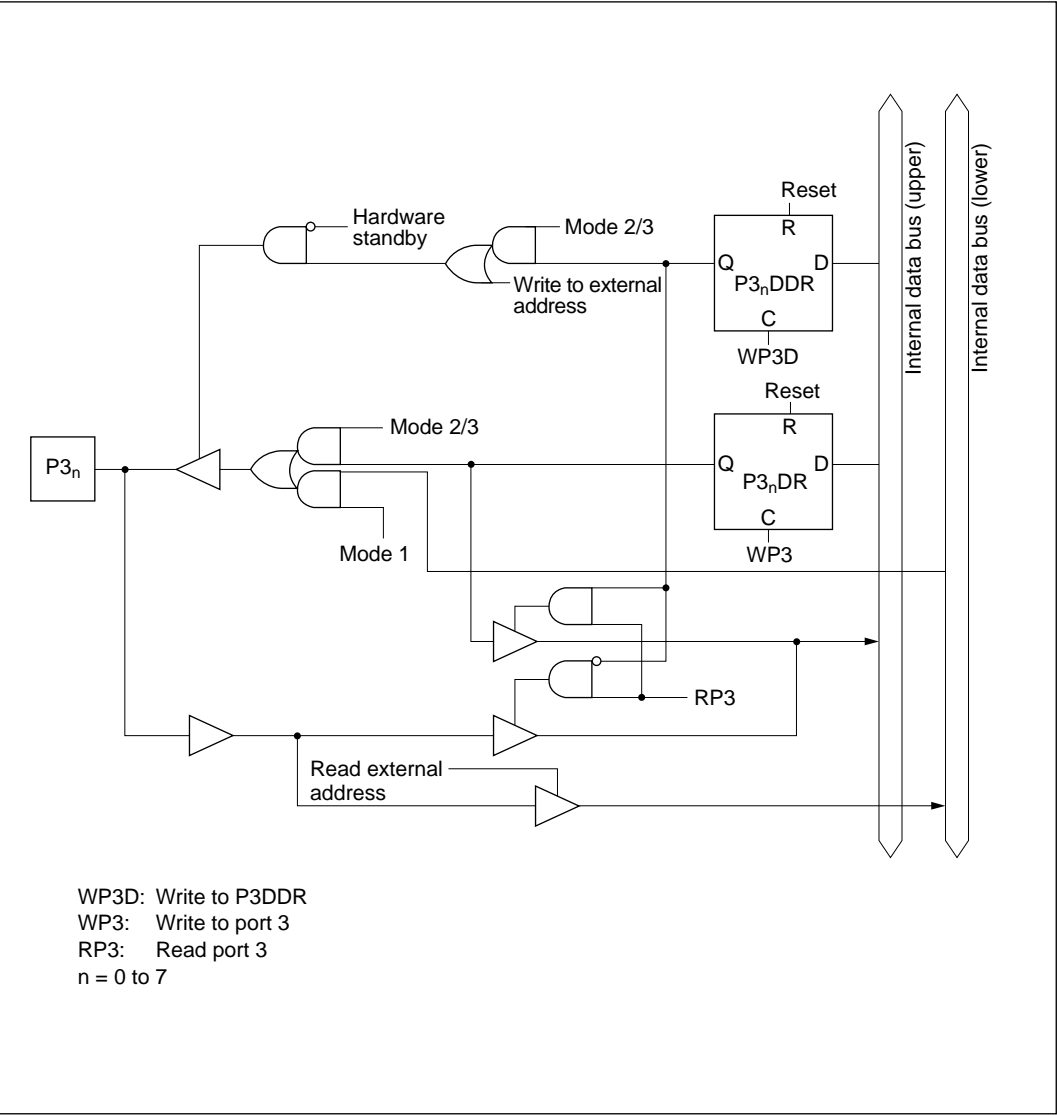 Internal data bus (upper)
Internal data bus (lower)
Reset
Hardware
standby
Mode 2/3
R
Q
D
P3nDDR
Write to external
address
C
WP3D
Reset
Mode 2/3
R
P3n
Q
D
P3nDR
C
Mode 1
WP3
RP3
Read external
address
WP3D: Write to P3DDR
WP3: Write to port 3
RP3: Read port 3
n = 0 to 7